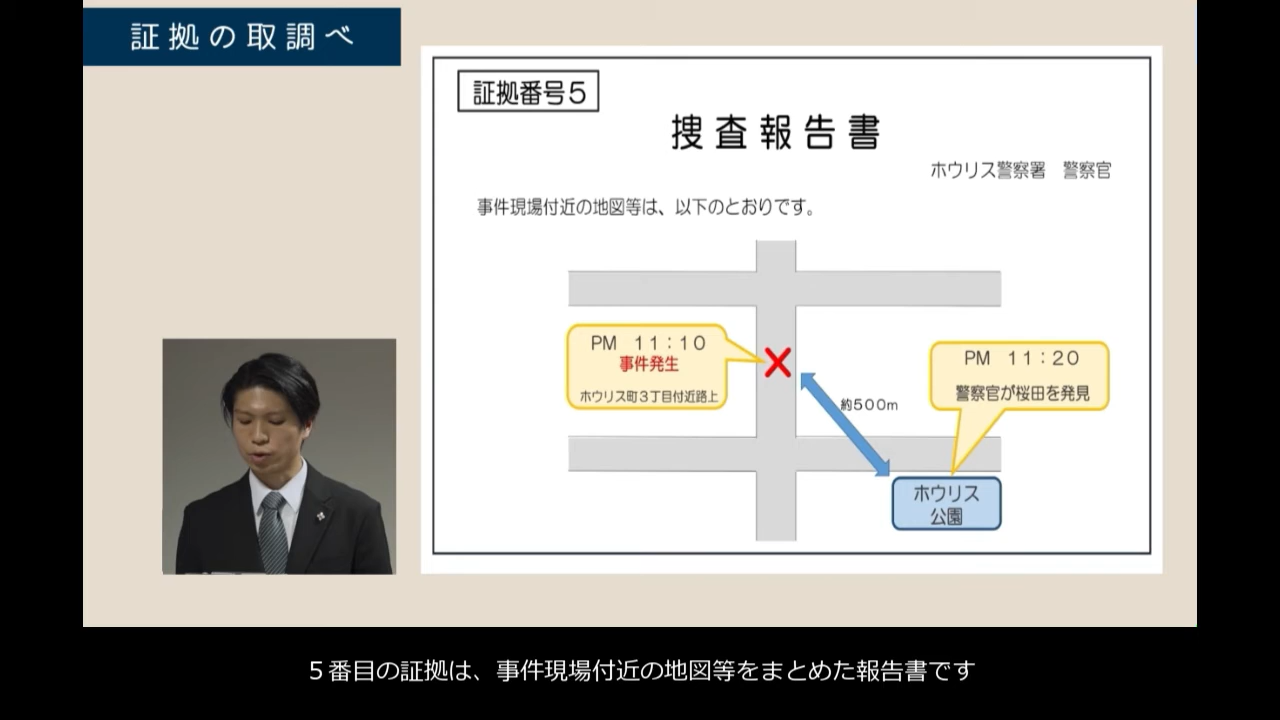 証拠の取調べ
証拠番号5
捜査報告書
ホウリス警察署　警察官
事件現場付近の地図等は、以下のとおりです。
PM　11：10
事件発生
ホウリス町3丁目付近路上
PM　11：20
警察官が桜田を発見
約500m
ホウリス
公園
５番目の証拠は、事件現場付近の地図等をまとめた報告書です